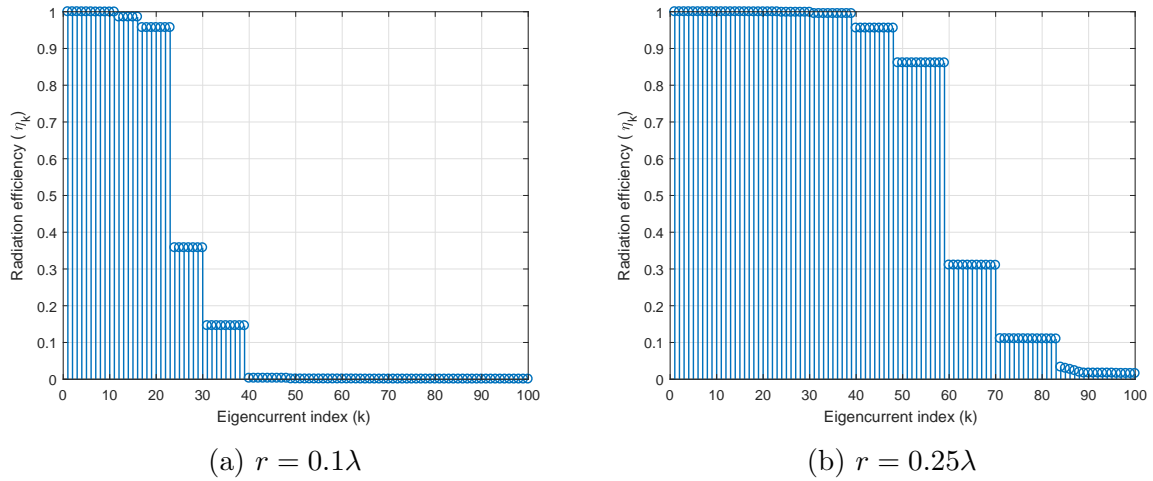 1
0.9
0.8
0.7
0.6
0.5
0.4
0.3
0.2
0.1
0
Radiation efficiency ( η_k)
0 10 20 30 40 50 60 70 80 90 100
Eigencurrent index (k)
(a) r = 0.1λ
1
0.9
0.8
0.7
0.6
0.5
0.4
0.3
0.2
0.1
0
Radiation efficiency ( η_k)
0 10 20 30 40 50 60 70 80 90 100
Eigencurrent index (k)
(b) r = 0.25λ